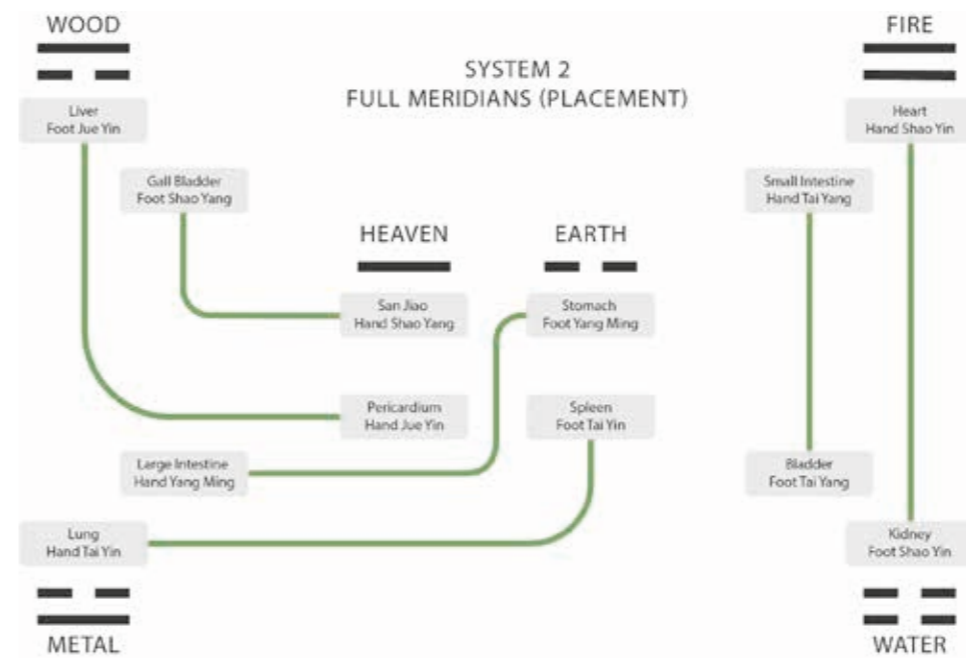 WOOD
FIRE
SYSTEM 2
FULL MERIDIANS (PLACEMENT)
Liver
Foot Jue Yin
Heart
Hand Shao Yin
Gall Bladder
Foot Shao Yang
Small Intestine
Hand Tai Yang
HEAVEN
EARTH
San Jiao
Hand Shao Yang
Stomach
Foot Yang Ming
Pericardium
Hand Jue Yin
Spleen
Foot Tai Yin
Large Intestine
Hand Yang Ming
Bladder
Foot Tai Yang
Lung
Hand Tai Yin
Kidney
Foot Shao Yin
METAL
WATER